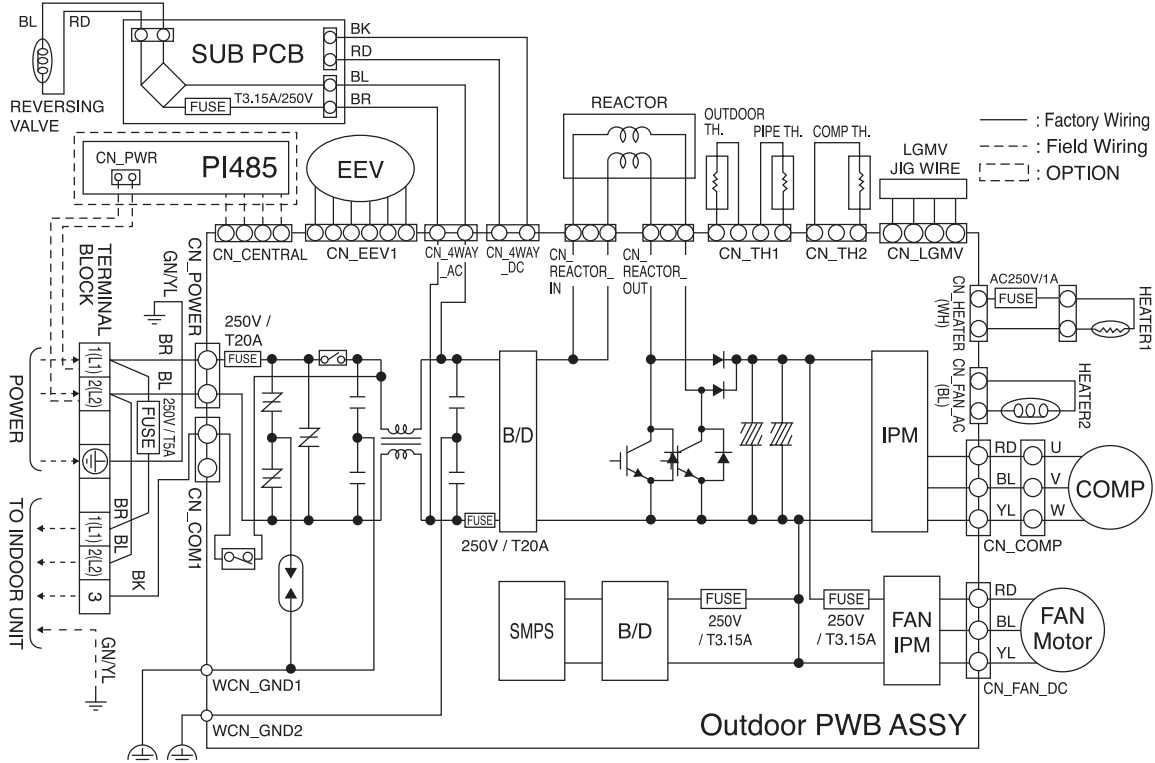 BL
RD
SUB PCB
BK
RD
BL
BR
FUSE
T3.15A/250V
REVERSING
VALVE
REACTOR
OUTDOOR
TH.
PIPE TH.
COMP TH.
LGMV
JIG WIRE
: Factory Wiring
: Field Wiring
: OPTION
CN_PWR
PI485
EEV
CN_CENTRAL
CN_EEV1
CN_4WAY
_AC
CN_4WAY
_DC
CN_
REACTOR_
IN
CN_
REACTOR_
OUT
CN_TH1
CN_TH2
CN_LGMV
TERMINAL
BLOCK
GN/YL
CN_POWER
250V /
T20A
FUSE
BR
BL
1(L1)
2(L2)
POWER
FUSE
250V / T5A
CN_COM1
BR
BL
BK
1(L1)
2(L2)
3
TO INDOOR UNIT
GN/YL
B/D
FUSE
250V / T20A
IPM
CN_HEATER
(WH)
AC250V/1A
FUSE
HEATER1
CN_FAN_AC
(BL)
HEATER2
RD
U
BL
V
YL
W
COMP
CN_COMP
SMPS
B/D
FUSE
250V
/ T3.15A
FUSE
250V
/ T3.15A
FAN
IPM
RD
BL
YL
FAN
Motor
CN_FAN_DC
WCN_GND1
WCN_GND2
Outdoor PWB ASSY